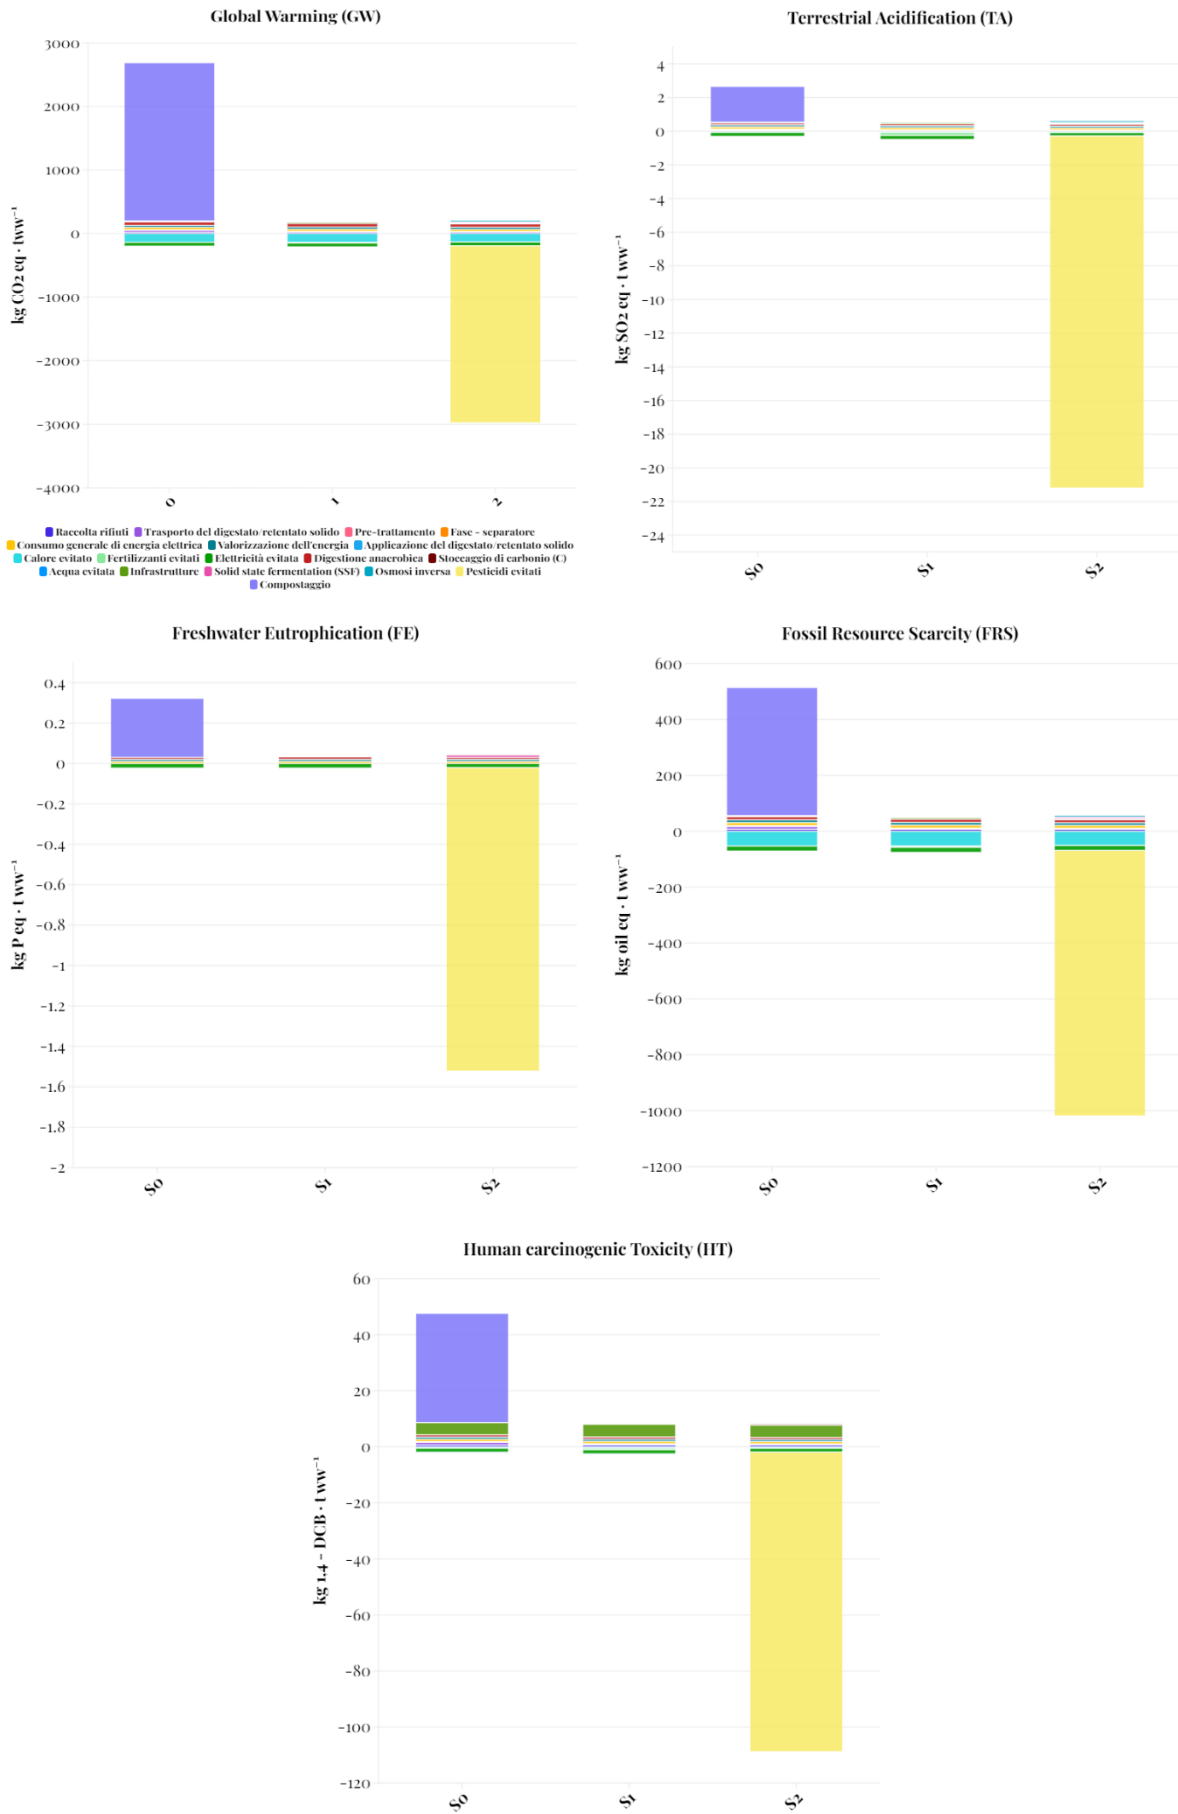 Global Warming (GW)
3000
2000
1000
0
-1000
-2000
-3000
-4000
kg CO2 eq · tww⁻¹
0
1
2
Raccolta rifiuti Trasporto del digestato/retentato solido Pre-trattamento Fase - separatore
Consumo generale di energia elettrica Valorizzazione dell'energia Applicazione del digestato/retentato solido
Calore evitato Fertilizzanti evitati Elettricità evitata Digestione anaerobica Stoccaggio di carbonio (C)
Acqua evitata Infrastrutture Solid state fermentation (SSF) Osmosi inversa Pesticidi evitati
Compostaggio
Terrestrial Acidification (TA)
4
2
0
-2
-4
-6
-8
-10
-12
-14
-16
-18
-20
-22
-24
kg SO2 eq · t ww⁻¹
S0
S1
S2
Freshwater Eutrophication (FE)
0.4
0.2
0
-0.2
-0.4
-0.6
-0.8
-1
-1.2
-1.4
-1.6
-1.8
-2
kg P eq · t ww⁻¹
S0
S1
S2
Fossil Resource Scarcity (FRS)
600
400
200
0
-200
-400
-600
-800
-1000
-1200
kg oil eq · t ww⁻¹
S0
S1
S2
Human carcinogenic Toxicity (HT)
60
40
20
0
-20
-40
-60
-80
-100
-120
kg 1.4 - DCB · t ww⁻¹
S0
S1
S2